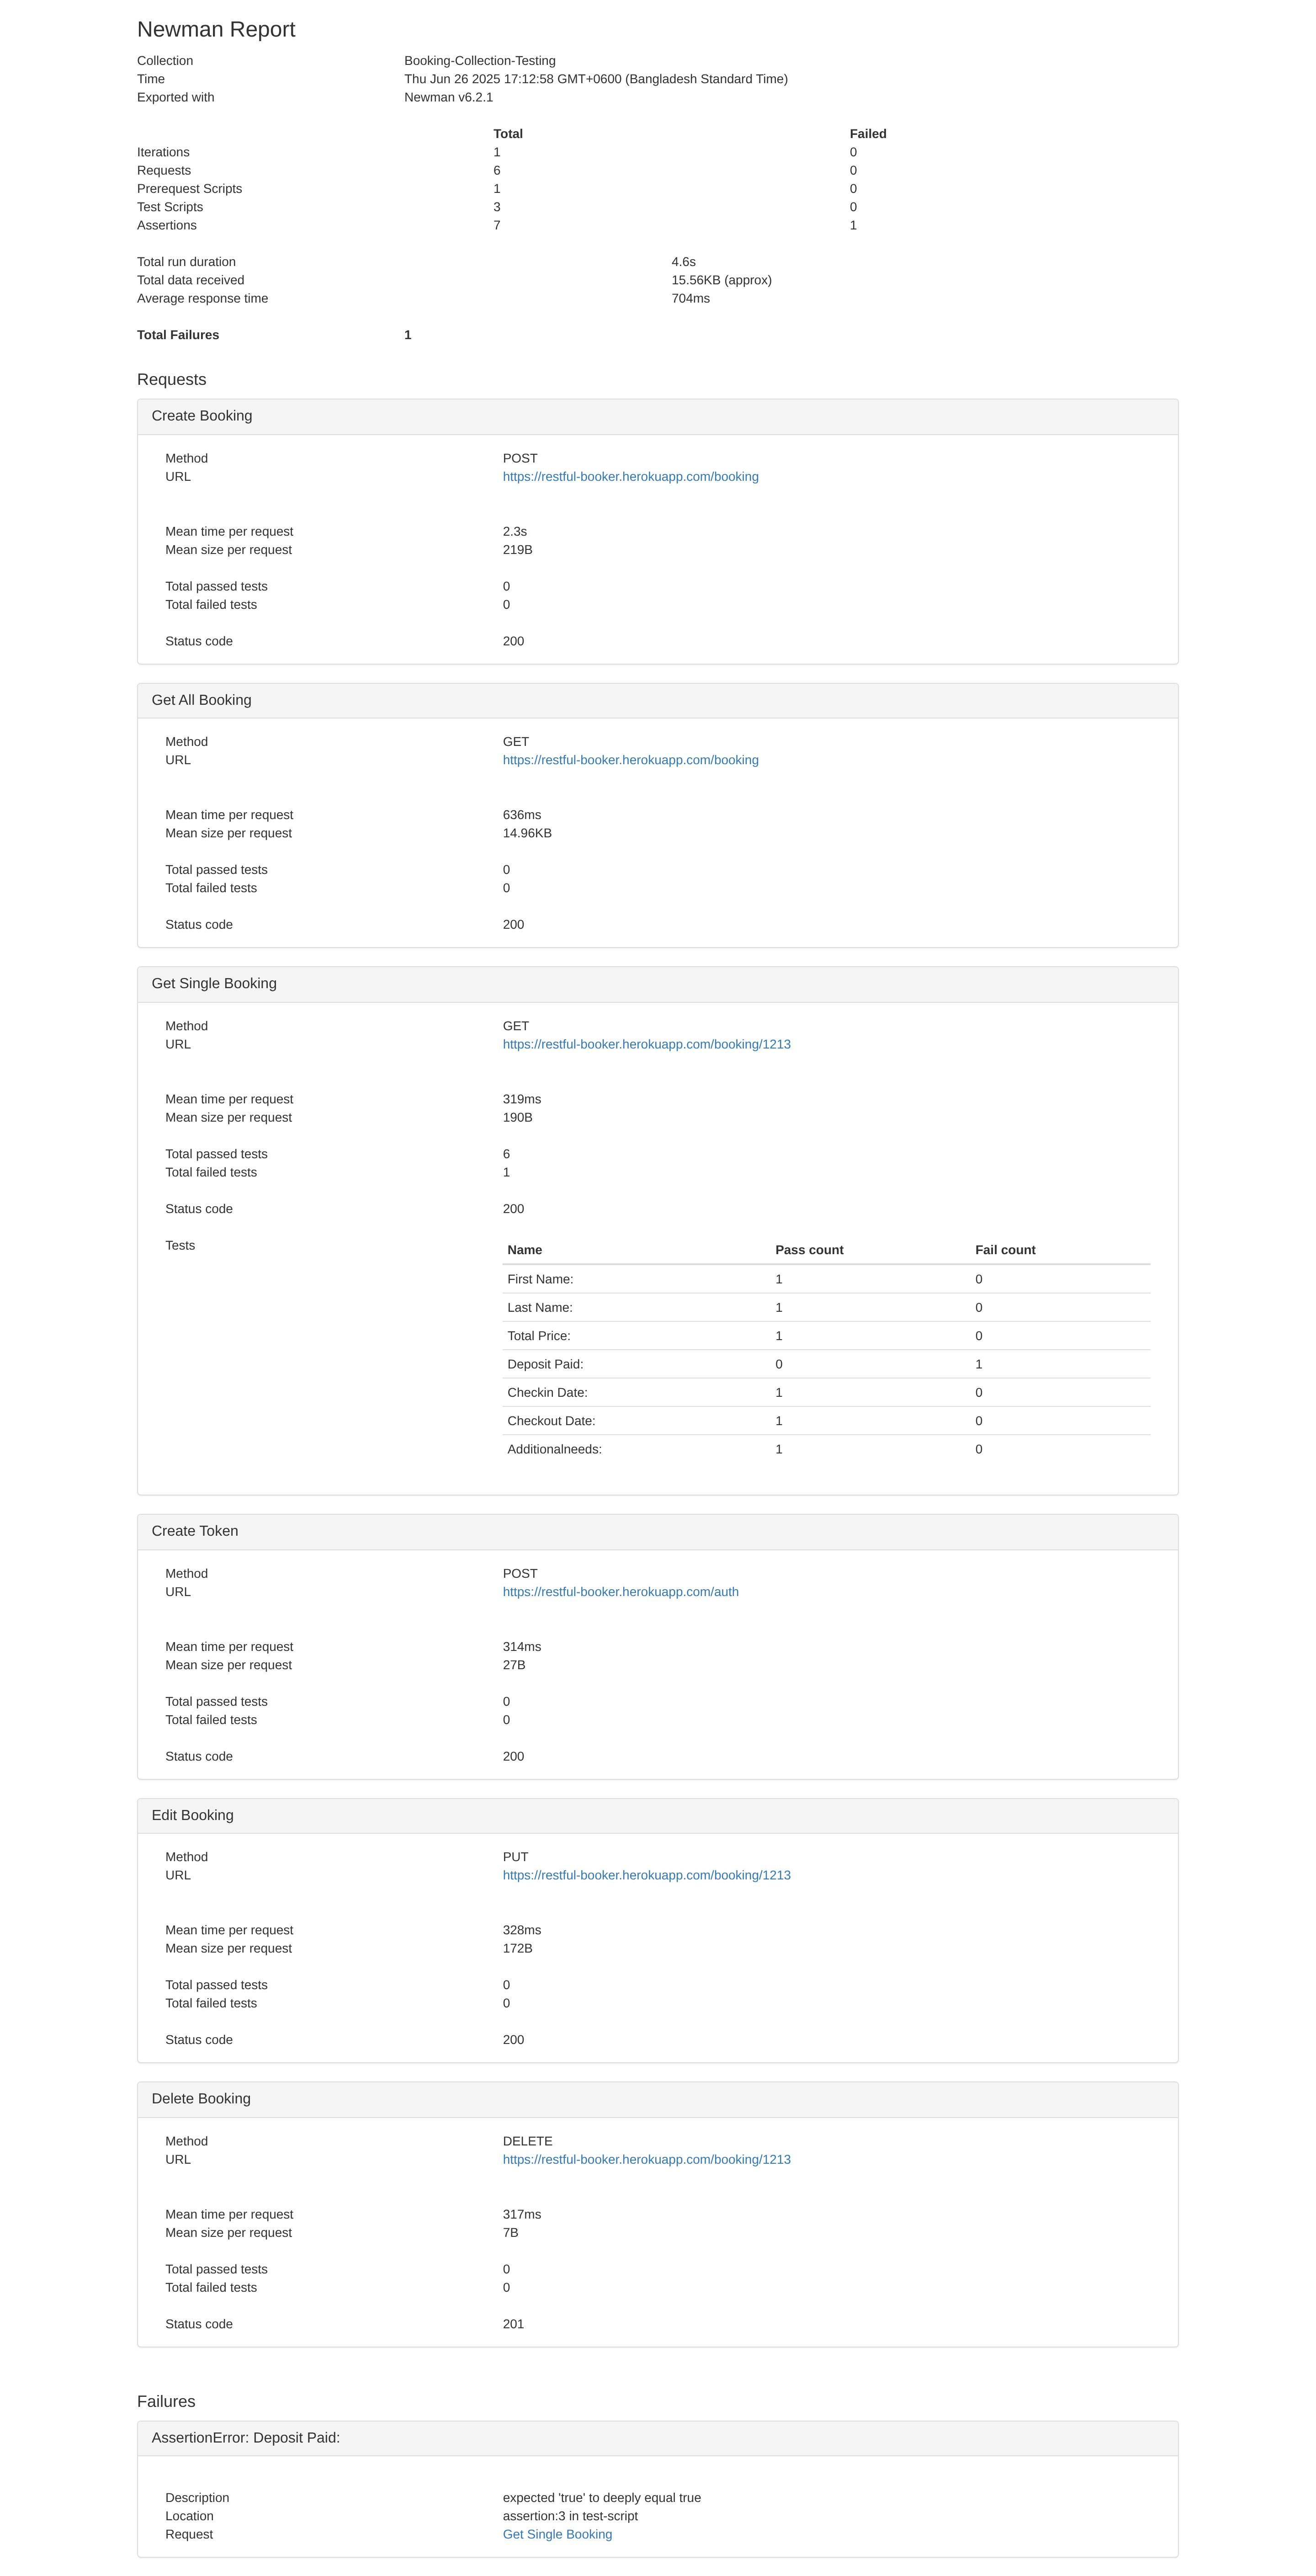 Newman Report
Collection Booking-Collection-Testing
Time Thu Jun 26 2025 17:12:58 GMT+0600 (Bangladesh Standard Time)
Exported with Newman v6.2.1
Total Failed
Iterations 1 0
Requests 6 0
Prerequest Scripts 1 0
Test Scripts 3 0
Assertions 7 1
Total run duration 4.6s
Total data received 15.56KB (approx)
Average response time 704ms
Total Failures 1
Requests
Create Booking
Method POST
URL https://restful-booker.herokuapp.com/booking
Mean time per request 2.3s
Mean size per request 219B
Total passed tests 0
Total failed tests 0
Status code 200
Get All Booking
Method GET
URL https://restful-booker.herokuapp.com/booking
Mean time per request 636ms
Mean size per request 14.96KB
Total passed tests 0
Total failed tests 0
Status code 200
Get Single Booking
Method GET
URL https://restful-booker.herokuapp.com/booking/1213
Mean time per request 319ms
Mean size per request 190B
Total passed tests 6
Total failed tests 1
Status code 200
Tests Name Pass count Fail count
First Name: 1 0
Last Name: 1 0
Total Price: 1 0
Deposit Paid: 0 1
Checkin Date: 1 0
Checkout Date: 1 0
Additionalneeds: 1 0
Create Token
Method POST
URL https://restful-booker.herokuapp.com/auth
Mean time per request 314ms
Mean size per request 27B
Total passed tests 0
Total failed tests 0
Status code 200
Edit Booking
Method PUT
URL https://restful-booker.herokuapp.com/booking/1213
Mean time per request 328ms
Mean size per request 172B
Total passed tests 0
Total failed tests 0
Status code 200
Delete Booking
Method DELETE
URL https://restful-booker.herokuapp.com/booking/1213
Mean time per request 317ms
Mean size per request 7B
Total passed tests 0
Total failed tests 0
Status code 201
Failures
AssertionError: Deposit Paid:
Description expected 'true' to deeply equal true
Location assertion:3 in test-script
Request Get Single Booking